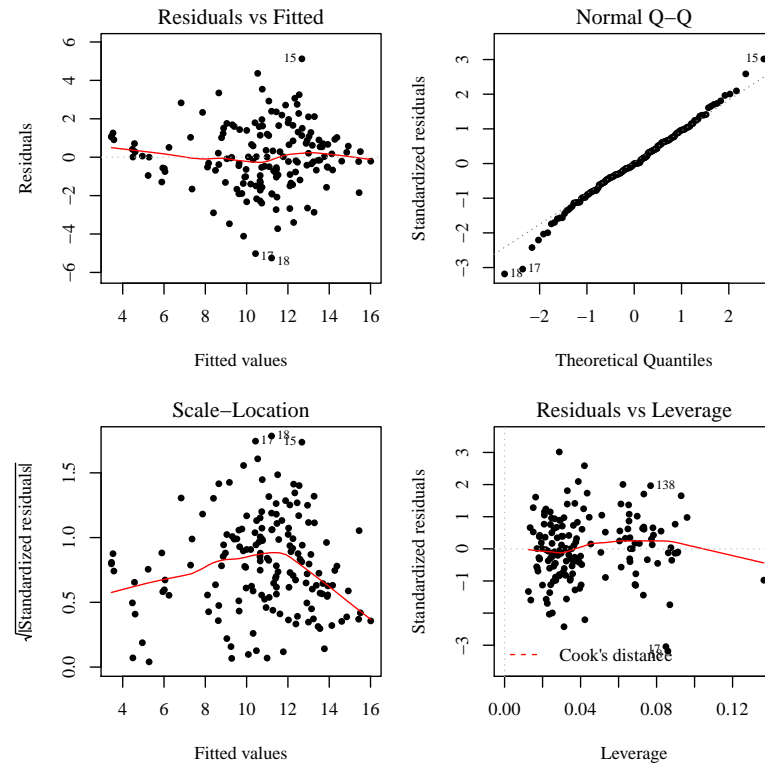 Residuals vs Fitted
Residuals
−6 −4 −2 0 2 4 6
15
17
18
4 6 8 10 12 14 16
Fitted values
Normal Q−Q
Standardized residuals
−3 −2 −1 0 1 2 3
15
18
17
−2 −1 0 1 2
Theoretical Quantiles
Scale−Location
√|Standardized residuals|
0.0 0.5 1.0 1.5
17
18
15
4 6 8 10 12 14 16
Fitted values
Residuals vs Leverage
Standardized residuals
−3 −1 0 1 2 3
138
17
Cook's distance
0.00 0.04 0.08 0.12
Leverage